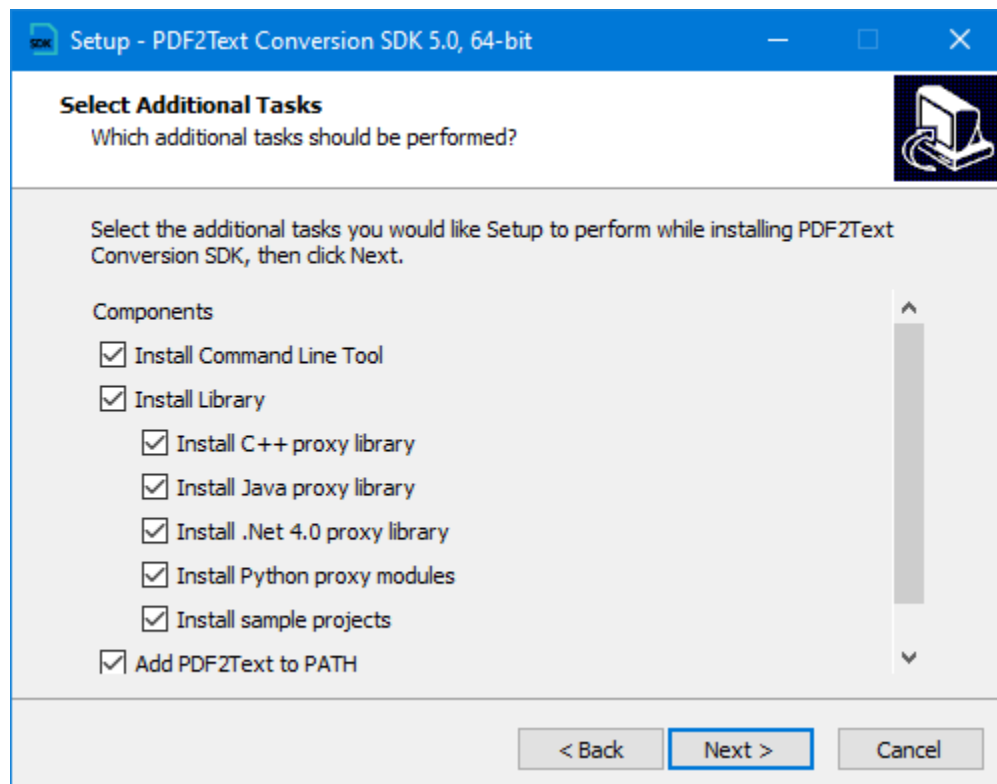 SDK Setup - PDF2Text Conversion SDK 5.0, 64-bit
Select Additional Tasks
Which additional tasks should be performed?
Select the additional tasks you would like Setup to perform while installing PDF2Text
Conversion SDK, then click Next.
Components
Install Command Line Tool
Install Library
Install C++ proxy library
Install Java proxy library
Install .Net 4.0 proxy library
Install Python proxy modules
Install sample projects
Add PDF2Text to PATH
< Back Next > Cancel